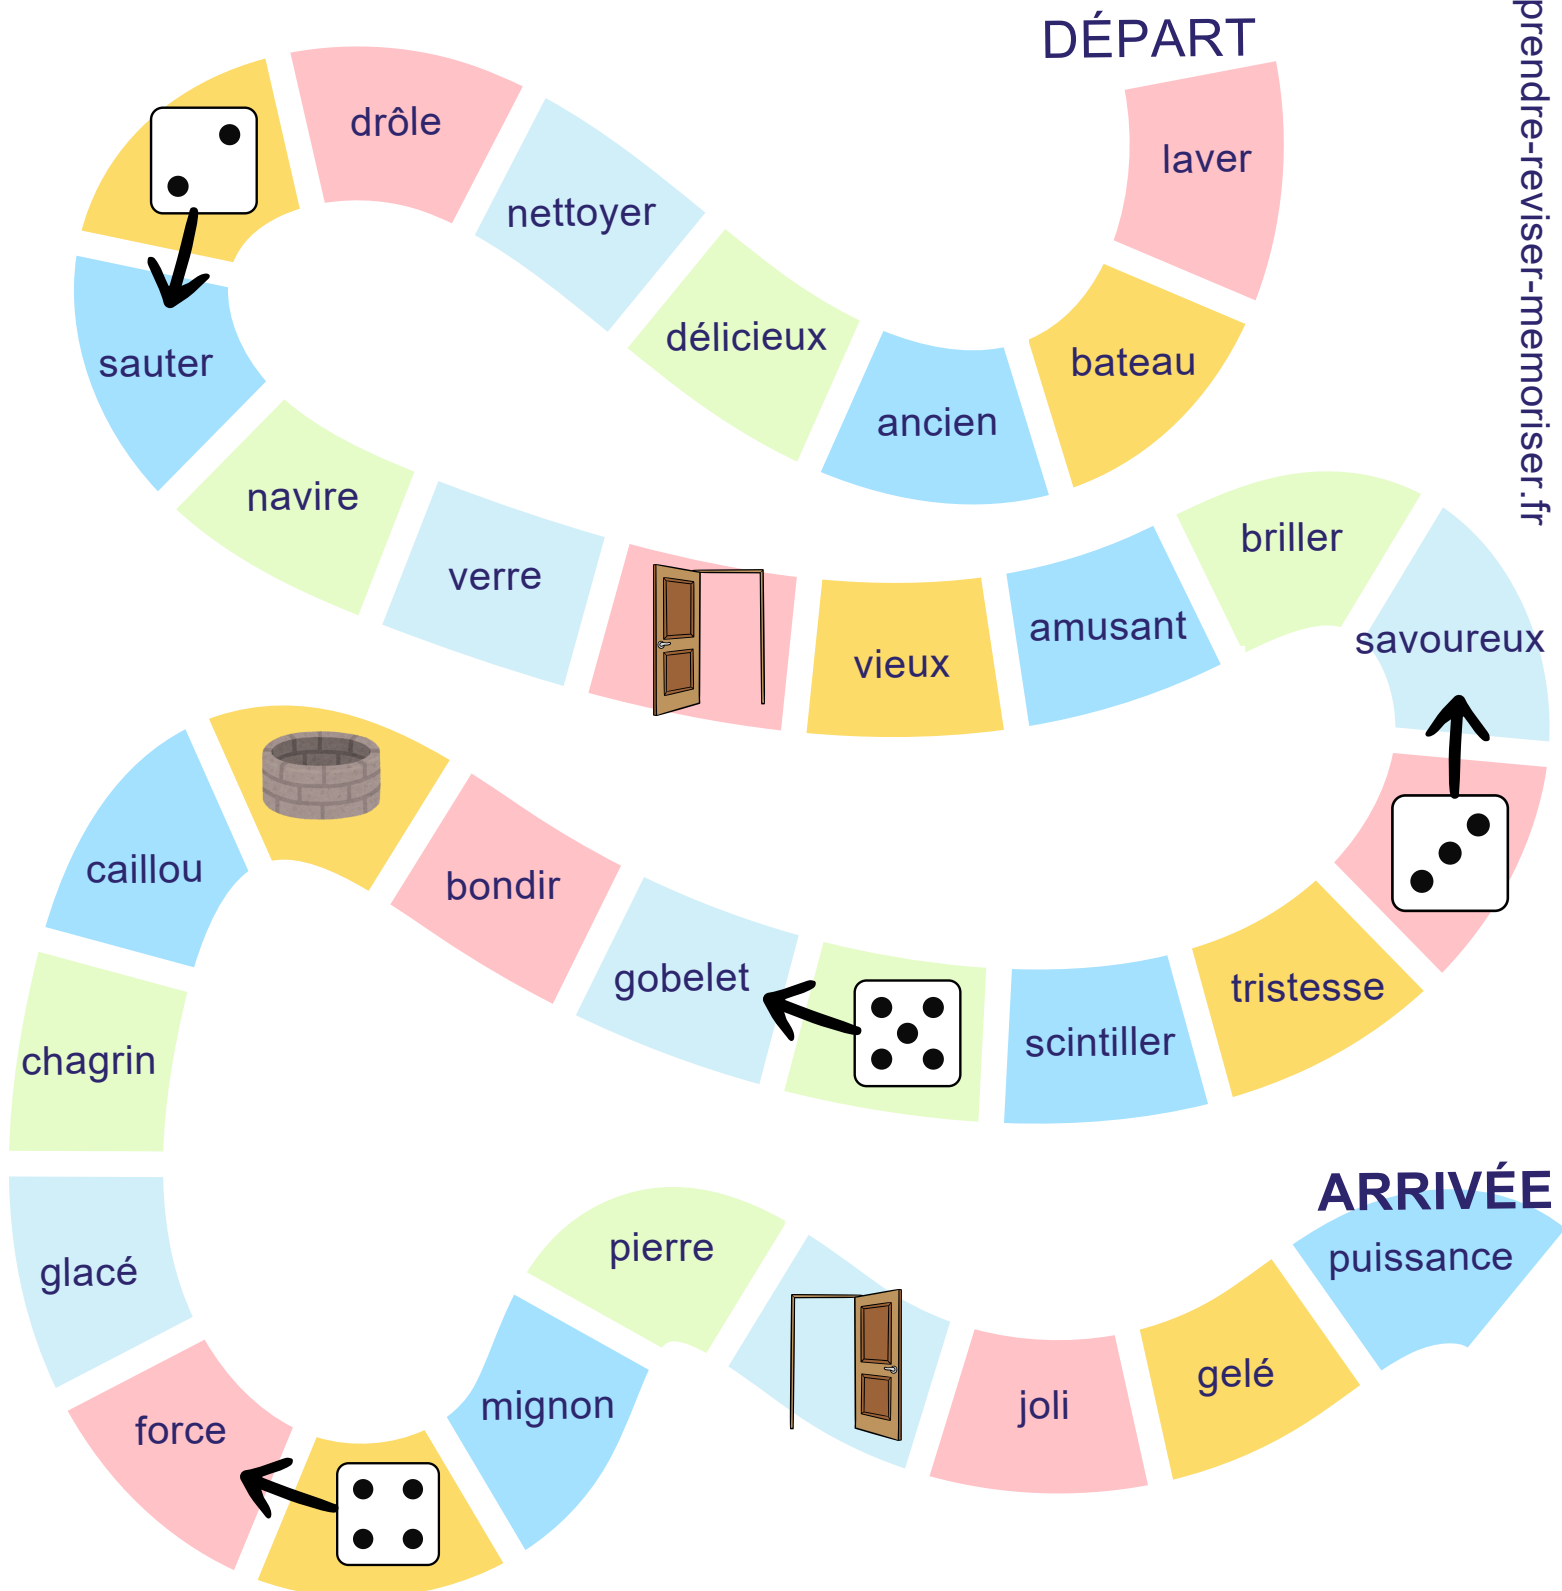 DÉPART
laver
bateau
ancien
délicieux
nettoyer
drôle
sauter
navire
verre
vieux
amusant
briller
savoureux
tristesse
scintiller
gobelet
bondir
caillou
chagrin
glacé
force
mignon
pierre
joli
gelé
puissance
ARRIVÉE
prendre-reviser-memoriser.fr